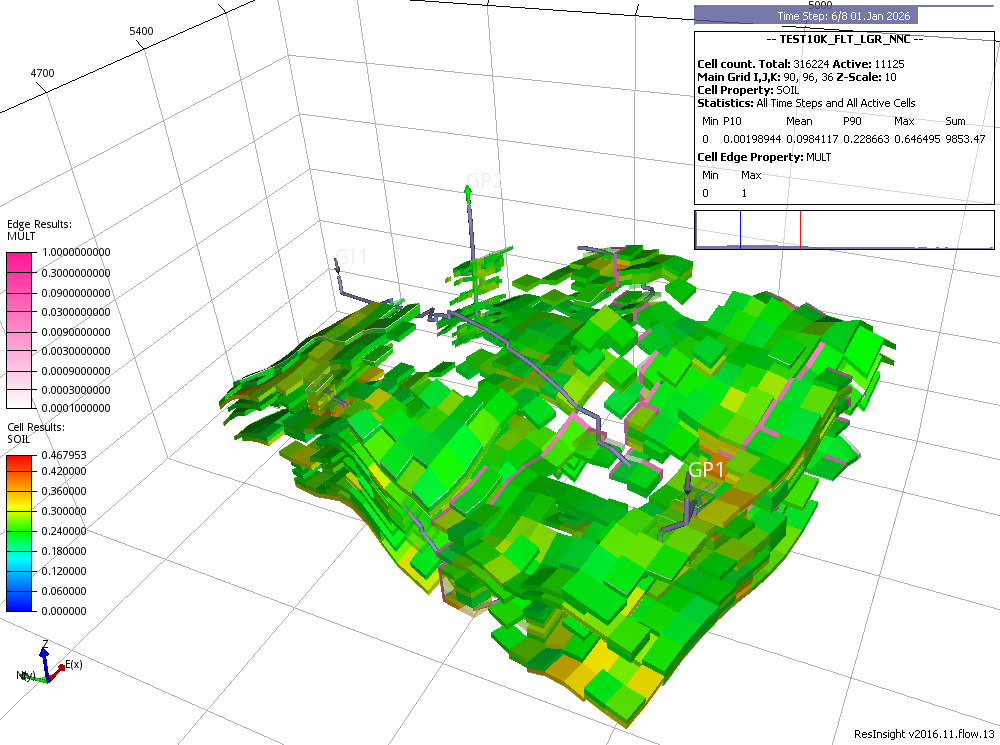 5000
Time Step: 6/8 01.Jan 2026
-- TEST10K_FLT_LGR_NNC --
Cell count. Total: 316224 Active: 11125
Main Grid I,J,K: 90, 96, 36 Z-Scale: 10
Cell Property: SOIL
Statistics: All Time Steps and All Active Cells
Min P10 Mean P90 Max Sum
0 0.00198944 0.0984117 0.228663 0.646495 9853.47
Cell Edge Property: MULT
Min Max
0 1
5400
4700
GP2
GI1
Edge Results:
MULT
1.0000000000
0.3000000000
0.0900000000
0.0300000000
0.0090000000
0.0030000000
0.0009000000
0.0003000000
0.0001000000
Cell Results:
SOIL
0.467953
0.420000
0.360000
0.300000
0.240000
0.180000
0.120000
0.060000
0.000000
GP1
Z
E(x)
N(y)
ResInsight v2016.11.flow.13